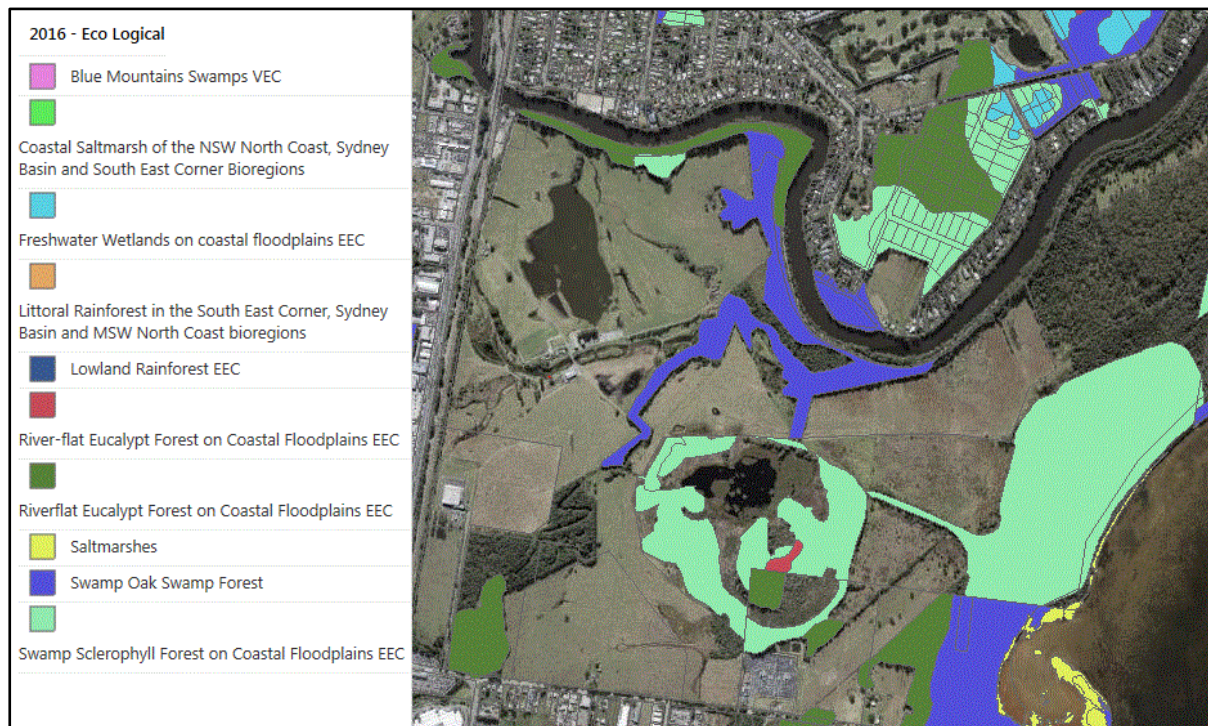 2016 - Eco Logical
Blue Mountains Swamps VEC
Coastal Saltmarsh of the NSW North Coast, Sydney
Basin and South East Corner Bioregions
Freshwater Wetlands on coastal floodplains EEC
Littoral Rainforest in the South East Corner, Sydney
Basin and MSW North Coast bioregions
Lowland Rainforest EEC
River-flat Eucalypt Forest on Coastal Floodplains EEC
Riverflat Eucalypt Forest on Coastal Floodplains EEC
Saltmarshes
Swamp Oak Swamp Forest
Swamp Sclerophyll Forest on Coastal Floodplains EEC